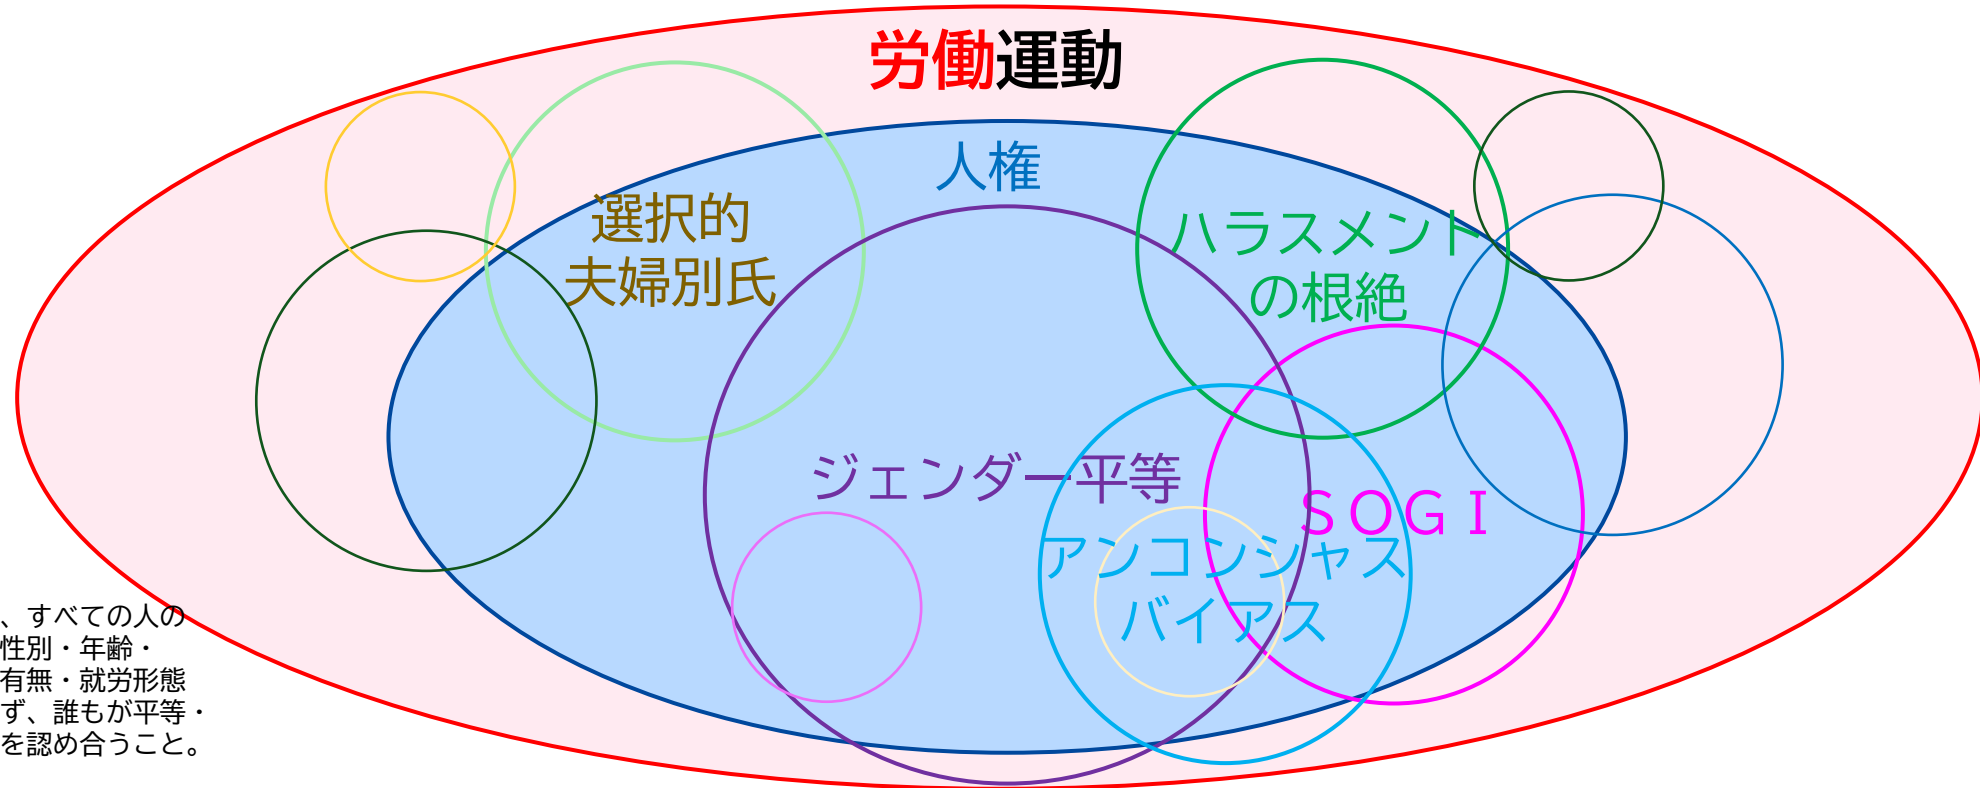 労働運動
人権
選択的
夫婦別氏
ハラスメント
の根絶
ジェンダー平等
ＳＯＧＩ
アンコンシャス
バイアス
、すべての人の
性別・年齢・
有無・就労形態
ず、誰もが平等・
を認め合うこと。